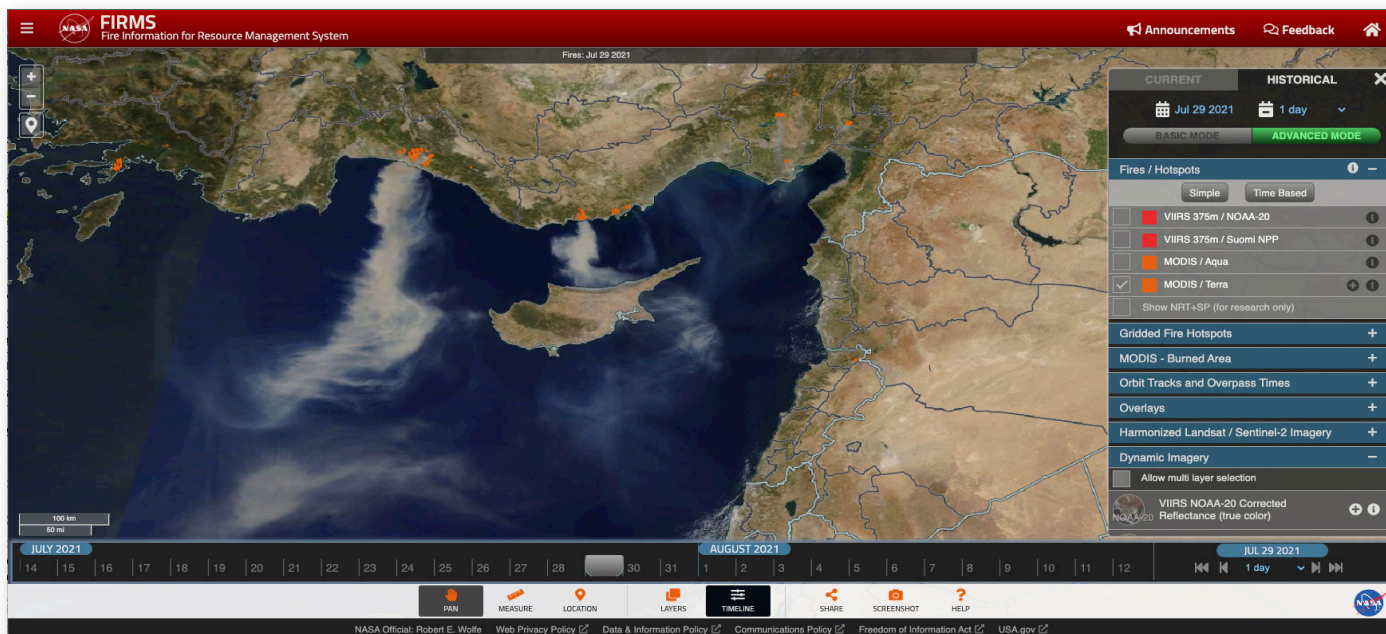 NASA
FIRMS
Fire Information for Resource Management System
Announcements
Feedback
Fires: Jul 29 2021
+
−
CURRENT
HISTORICAL
Jul 29 2021
1 day
BASIC MODE
ADVANCED MODE
Fires / Hotspots
Simple
Time Based
VIIRS 375m / NOAA-20
VIIRS 375m / Suomi NPP
MODIS / Aqua
MODIS / Terra
Show NRT+SP (for research only)
Gridded Fire Hotspots
MODIS - Burned Area
Orbit Tracks and Overpass Times
Overlays
Harmonized Landsat / Sentinel-2 Imagery
Dynamic Imagery
Allow multi layer selection
NOAA-20
VIIRS NOAA-20 Corrected
Reflectance (true color)
100 km
50 mi
JULY 2021
AUGUST 2021
JUL 29 2021
14 15 16 17 18 19 20 21 22 23 24 25 26 27 28 30 31 1 2 3 4 5 6 7 8 9 10 11 12
1 day
PAN
MEASURE
LOCATION
LAYERS
TIMELINE
SHARE
SCREENSHOT
HELP
NASA
NASA Official: Robert E. Wolfe Web Privacy Policy Data & Information Policy Communications Policy Freedom of Information Act USA.gov